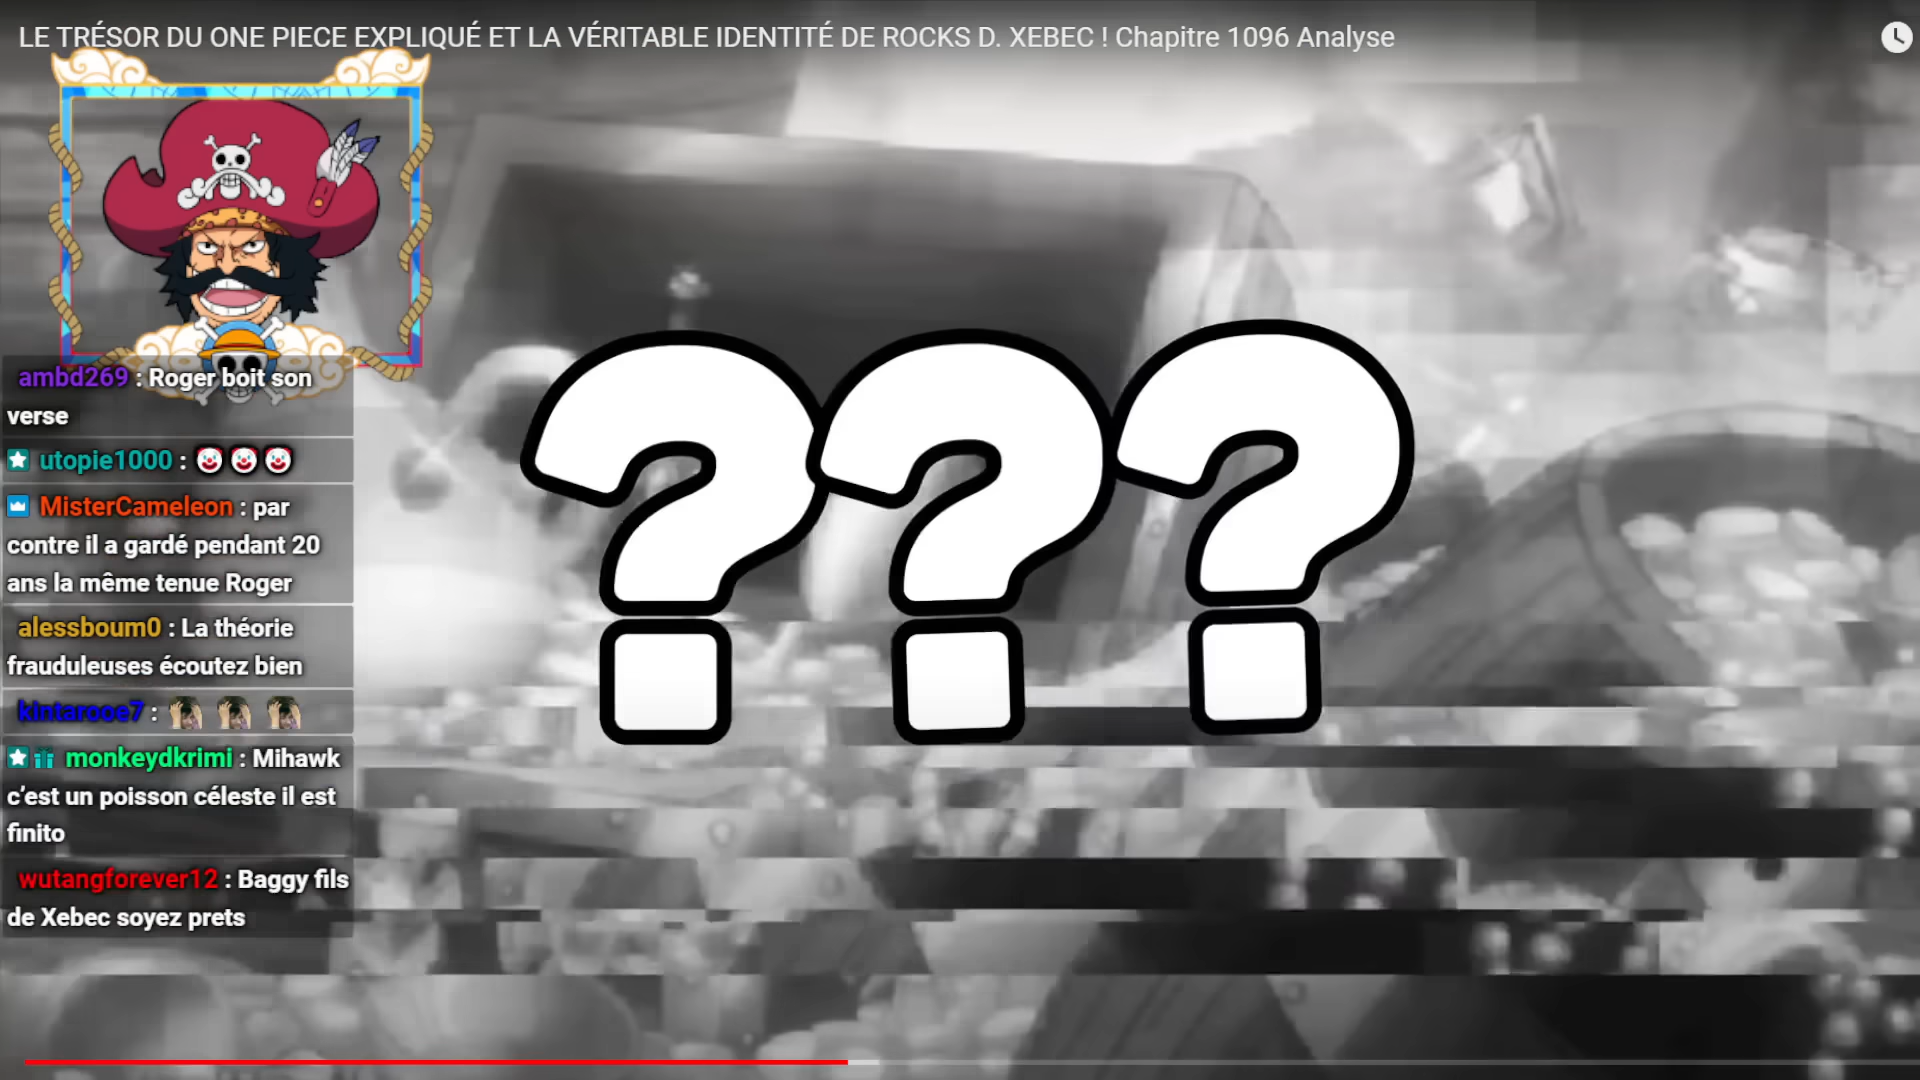 LE TRÉSOR DU ONE PIECE EXPLIQUÉ ET LA VÉRITABLE IDENTITÉ DE ROCKS D. XEBEC ! Chapitre 1096 Analyse
ambd269 : Roger boit son
verse
utopie1000 : 🤡🤡🤡
MisterCameleon : par
contre il a gardé pendant 20
ans la même tenue Roger
alessboum0 : La théorie
frauduleuses écoutez bien
kintarooe7 :
monkeydkrimi : Mihawk
c’est un poisson céleste il est
finito
wutangforever12 : Baggy fils
de Xebec soyez prets
???